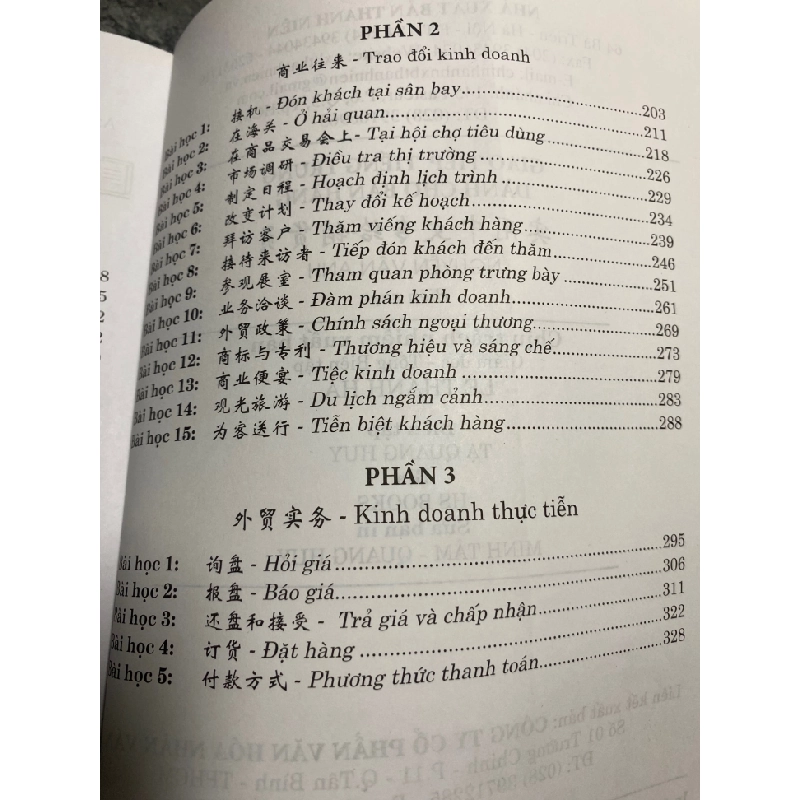 PHẦN 2
商业往来 - Trao đổi kinh doanh
Bài học 1: 接机 - Đón khách tại sân bay 203
Bài học 2: 在海关 - Ở hải quan 211
Bài học 3: 在商品交易会上 - Tại hội chợ tiêu dùng 218
Bài học 4: 市场调研 - Điều tra thị trường 226
Bài học 5: 制定日程 - Hoạch định lịch trình 229
Bài học 6: 改变计划 - Thay đổi kế hoạch 234
Bài học 7: 拜访客户 - Thăm viếng khách hàng 239
Bài học 8: 接待来访者 - Tiếp đón khách đến thăm 246
Bài học 9: 参观展室 - Tham quan phòng trưng bày 251
Bài học 10: 业务洽谈 - Đàm phán kinh doanh 261
Bài học 11: 外贸政策 - Chính sách ngoại thương 269
Bài học 12: 商标与专利 - Thương hiệu và sáng chế 273
Bài học 13: 商业便宴 - Tiệc kinh doanh 279
Bài học 14: 观光旅游 - Du lịch ngắm cảnh 283
Bài học 15: 为客送行 - Tiễn biệt khách hàng 288
PHẦN 3
外贸实务 - Kinh doanh thực tiễn
Bài học 1: 询盘 - Hỏi giá 295
Bài học 2: 报盘 - Báo giá 306
Bài học 3: 还盘和接受 - Trả giá và chấp nhận 311
Bài học 4: 订货 - Đặt hàng 322
Bài học 5: 付款方式 - Phương thức thanh toán 328